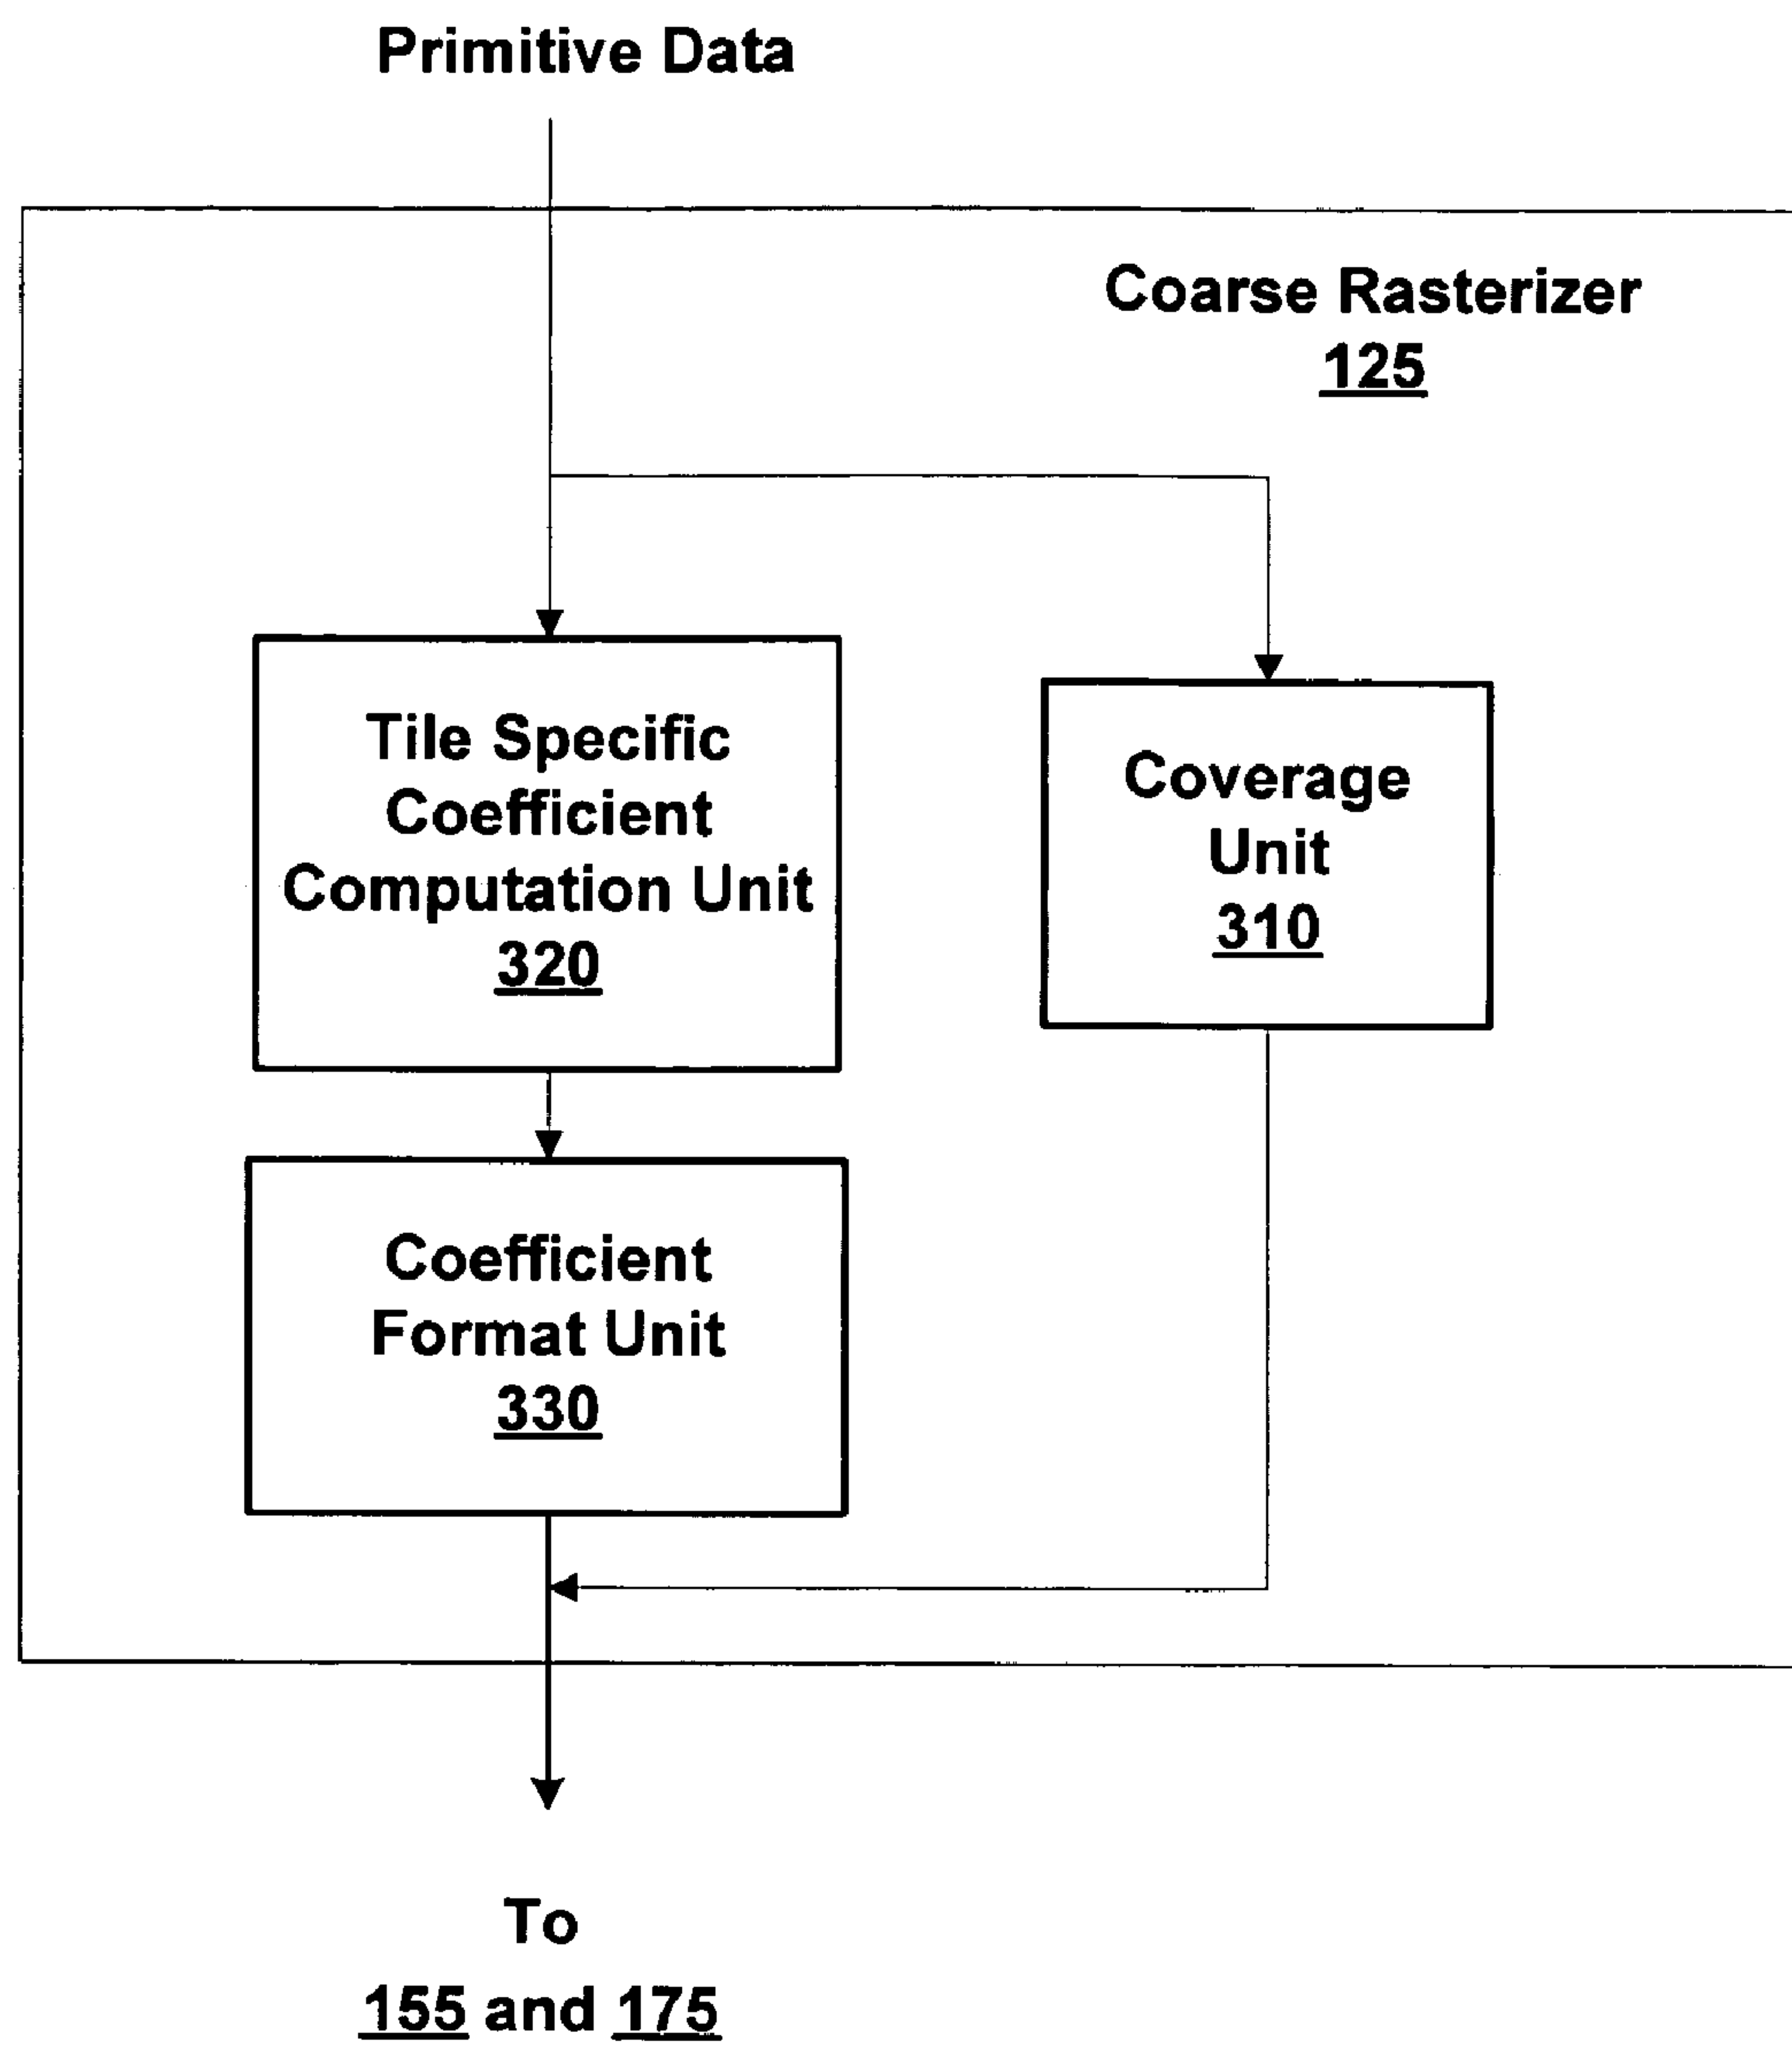 Primitive Data
Coarse Rasterizer
125
Tile Specific
Coefficient
Computation Unit
320
Coverage
Unit
310
Coefficient
Format Unit
330
To
155 and 175